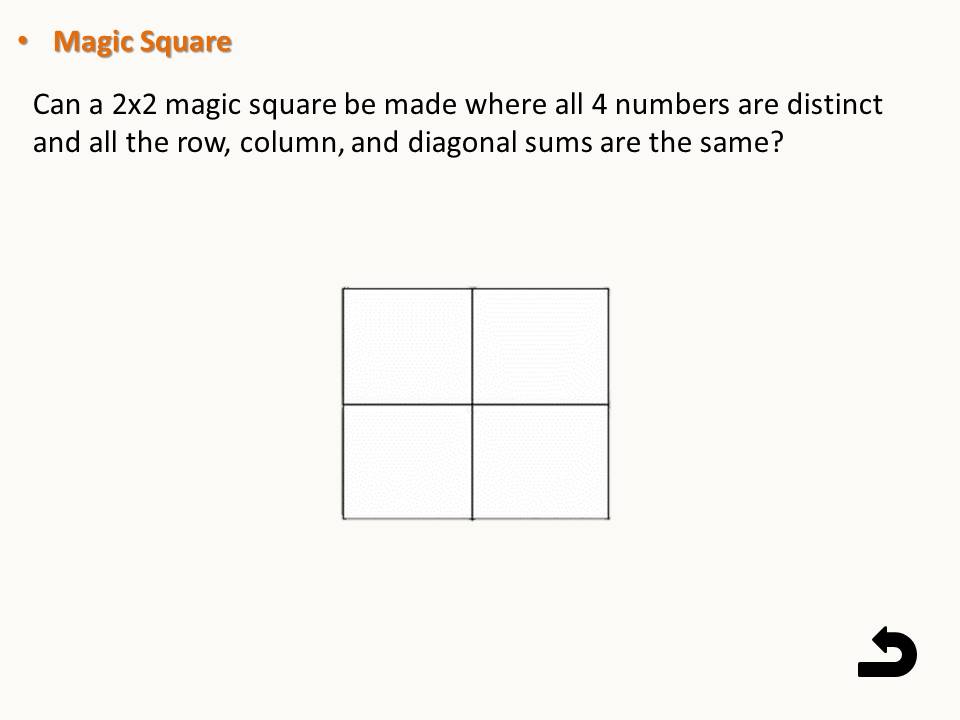 • Magic Square
Can a 2x2 magic square be made where all 4 numbers are distinct
and all the row, column, and diagonal sums are the same?